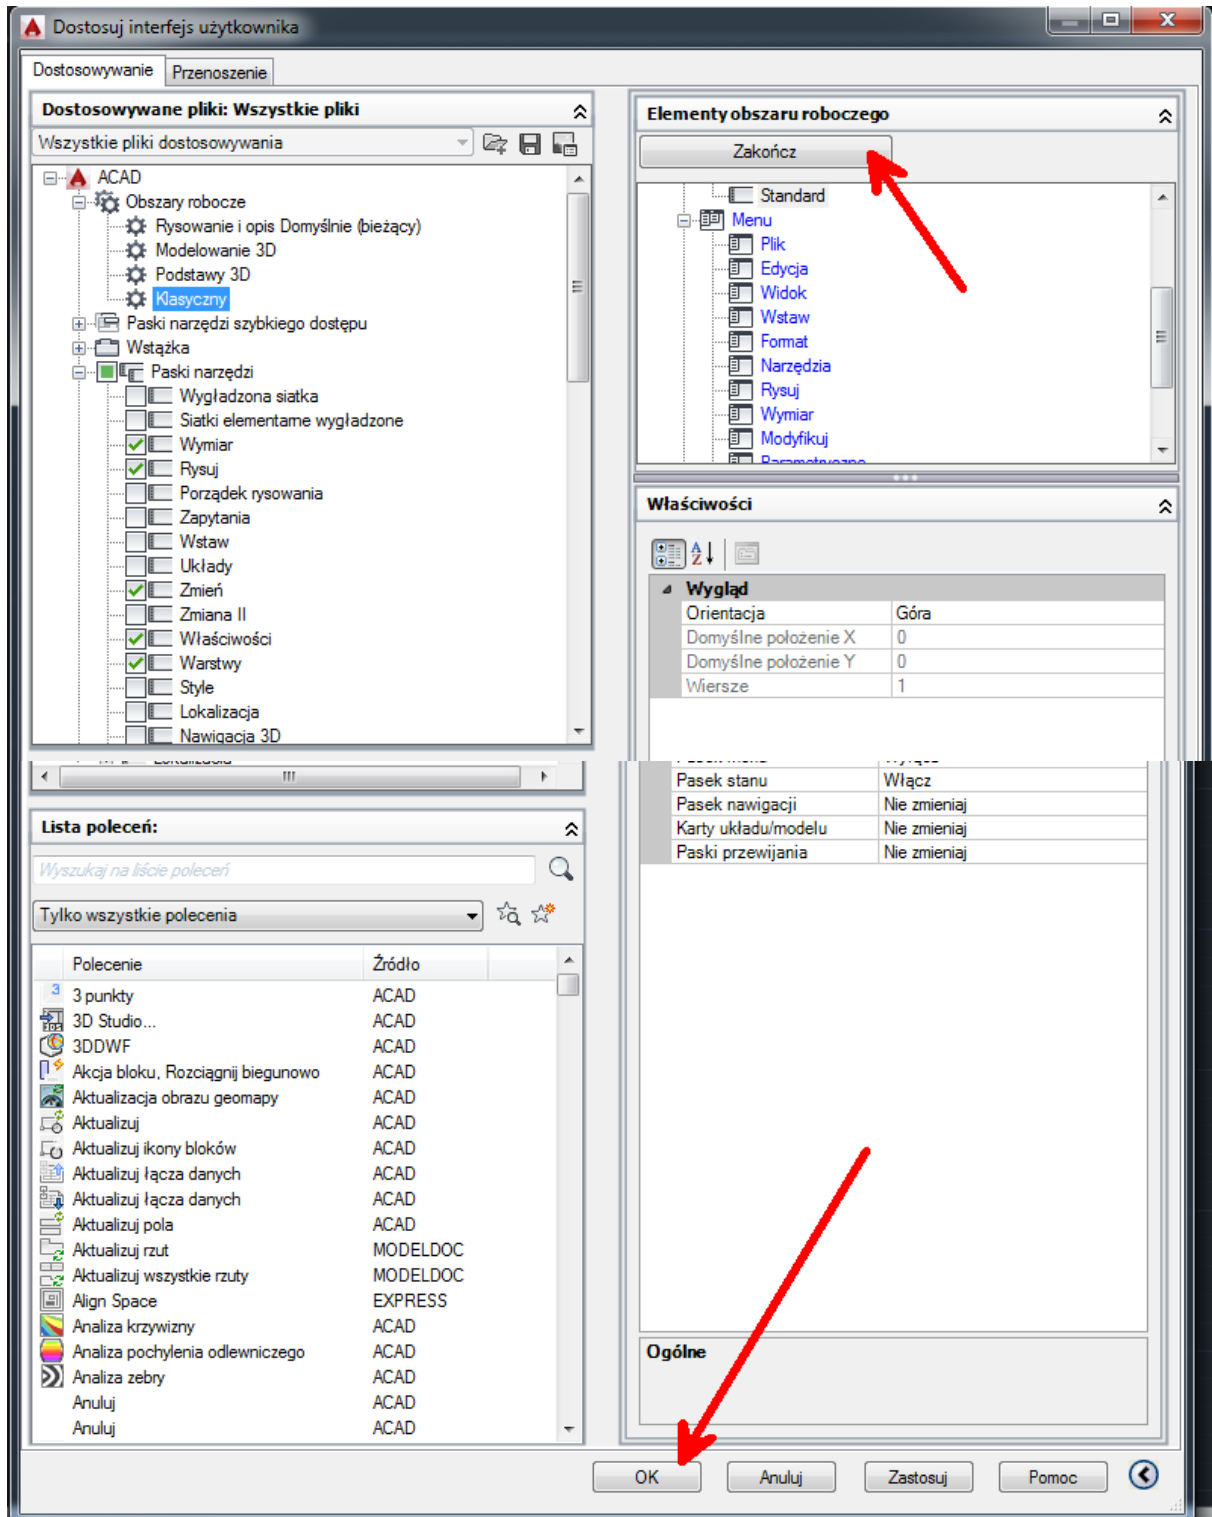 Dostosuj interfejs użytkownika
Dostosowywanie
Przenoszenie
Dostosowywane pliki: Wszystkie pliki
Wszystkie pliki dostosowywania
ACAD
Obszary robocze
Rysowanie i opis Domyślnie (bieżący)
Modelowanie 3D
Podstawy 3D
Klasyczny
Paski narzędzi szybkiego dostępu
Wstążka
Paski narzędzi
Wygładzona siatka
Siatki elementarne wygładzone
Wymiar
Rysuj
Porządek rysowania
Zapytania
Wstaw
Układy
Zmień
Zmiana II
Właściwości
Warstwy
Style
Lokalizacja
Nawigacja 3D
Elementy obszaru roboczego
Zakończ
Standard
Menu
Plik
Edycja
Widok
Wstaw
Format
Narzędzia
Rysuj
Wymiar
Modyfikuj
Parametryczne
Właściwości
Wygląd
Orientacja Góra
Domyślne położenie X 0
Domyślne położenie Y 0
Wiersze 1
Pasek stanu Włącz
Pasek nawigacji Nie zmieniaj
Karty układu/modelu Nie zmieniaj
Paski przewijania Nie zmieniaj
Lista poleceń:
Wyszukaj na liście poleceń
Tylko wszystkie polecenia
Polecenie Źródło
3 punkty ACAD
3D Studio... ACAD
3DDWF ACAD
Akcja bloku, Rozciągnij biegunowo ACAD
Aktualizacja obrazu geomapy ACAD
Aktualizuj ACAD
Aktualizuj ikony bloków ACAD
Aktualizuj łącza danych ACAD
Aktualizuj łącza danych ACAD
Aktualizuj pola ACAD
Aktualizuj rzut MODELDOC
Aktualizuj wszystkie rzuty MODELDOC
Align Space EXPRESS
Analiza krzywizny ACAD
Analiza pochylenia odlewniczego ACAD
Analiza zebry ACAD
Anuluj ACAD
Anuluj ACAD
Ogólne
OK Anuluj Zastosuj Pomoc